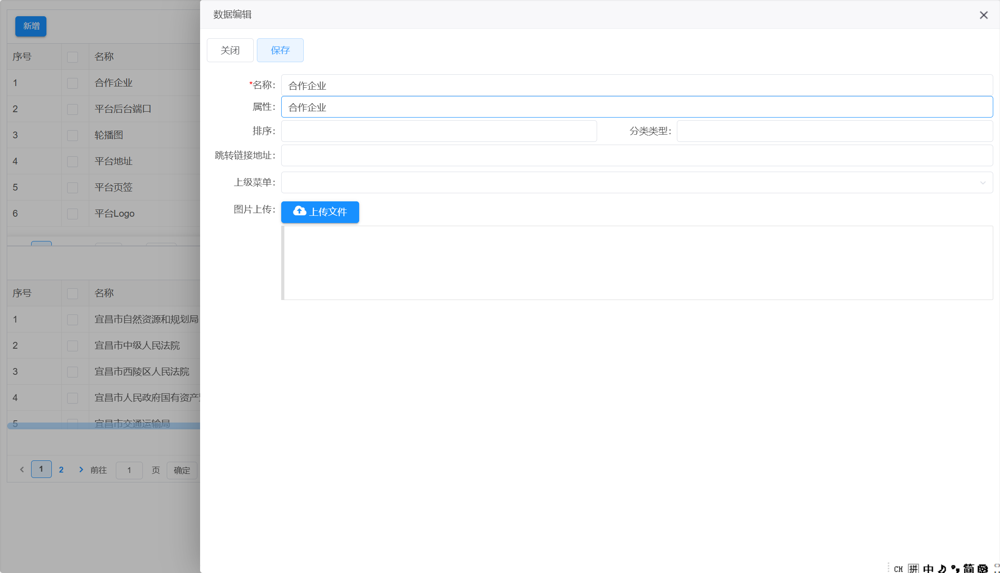 新增
序号 名称
1 合作企业
2 平台后台端口
3 轮播图
4 平台地址
5 平台页签
6 平台Logo
序号 名称
1 宜昌市自然资源和规划局
2 宜昌市中级人民法院
3 宜昌市西陵区人民法院
4 宜昌市人民政府国有资产
5 宜昌市交通运输局
1 2 前往 1 页 确定
数据编辑
关闭 保存
*名称: 合作企业
属性: 合作企业
排序: 分类类型:
跳转链接地址:
上级菜单:
图片上传: 上传文件
CH 拼 中 简